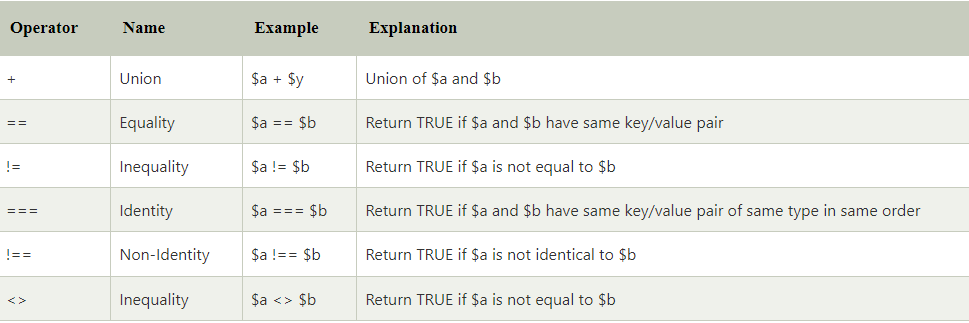 Operator Name Example Explanation
+ Union $a + $y Union of $a and $b
== Equality $a == $b Return TRUE if $a and $b have same key/value pair
!= Inequality $a != $b Return TRUE if $a is not equal to $b
=== Identity $a === $b Return TRUE if $a and $b have same key/value pair of same type in same order
!== Non-Identity $a !== $b Return TRUE if $a is not identical to $b
<> Inequality $a <> $b Return TRUE if $a is not equal to $b